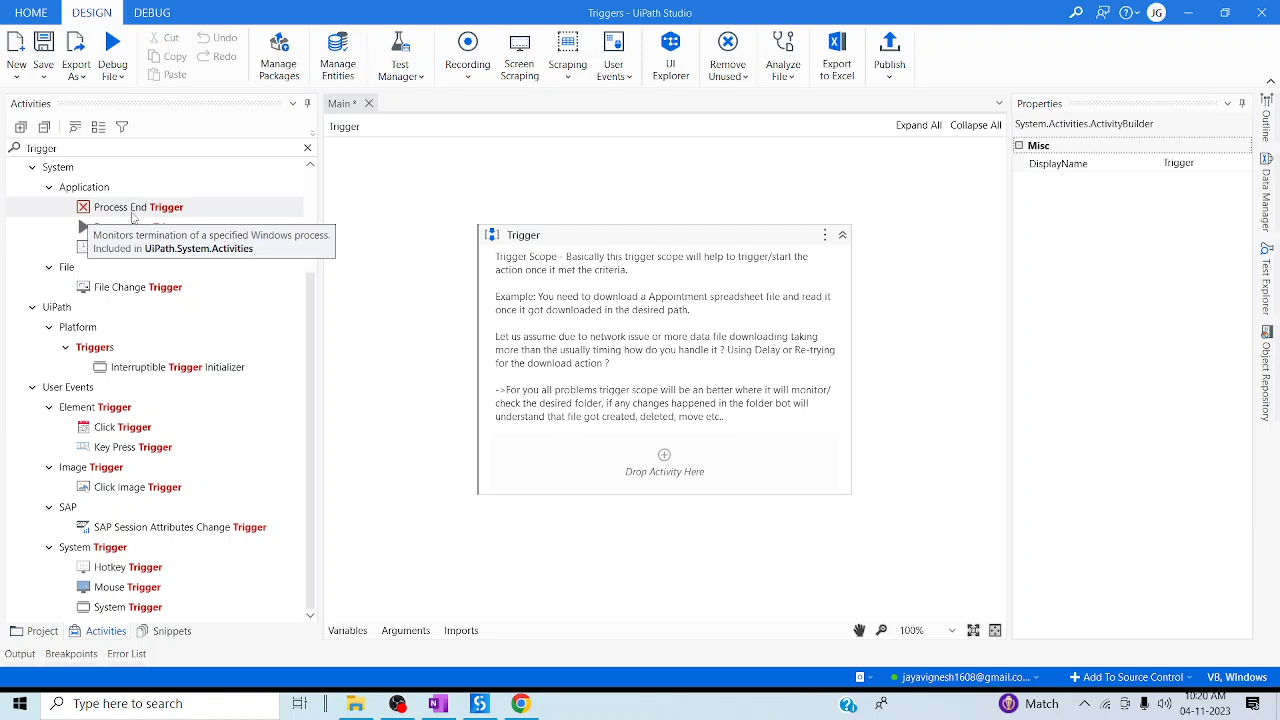 HOME DESIGN DEBUG
Triggers - UiPath Studio
JG
New Save Export As Debug File
Cut
Copy
Paste
Undo
Redo
Manage Packages
Manage Entities
Test Manager
Recording
Screen Scraping
Scraping
User Events
UI Explorer
Remove Unused
Analyze File
Export to Excel
Publish
Activities
Trigger
System
Application
Process End Trigger
Monitors termination of a specified Windows process.
Included in UiPath.System.Activities
File
File Change Trigger
UiPath
Platform
Triggers
Interruptible Trigger Initializer
User Events
Element Trigger
Click Trigger
Key Press Trigger
Image Trigger
Click Image Trigger
SAP
SAP Session Attributes Change Trigger
System Trigger
Hotkey Trigger
Mouse Trigger
System Trigger
Project Activities Snippets
Main *
Trigger
Expand All Collapse All
Trigger
Trigger Scope - Basically this trigger scope will help to trigger/start the
action once it met the criteria.
Example: You need to download a Appointment spreadsheet file and read it
once it got downloaded in the desired path.
Let us assume due to network issue or more data file downloading taking
more than the usually timing how do you handle it ? Using Delay or Re-trying
for the download action ?
->For you all problems trigger scope will be an better where it will monitor/
check the desired folder, if any changes happened in the folder bot will
understand that file got created, deleted, move etc..
Drop Activity Here
Variables Arguments Imports
100%
Properties
System.Activities.ActivityBuilder
Misc
DisplayName Trigger
Outline
Data Manager
Test Explorer
Object Repository
Output Breakpoints Error List
jayavignesh1608@gmail.co...
Add To Source Control
VB, Windows
Type here to search
Match
10:20 AM
04-11-2023